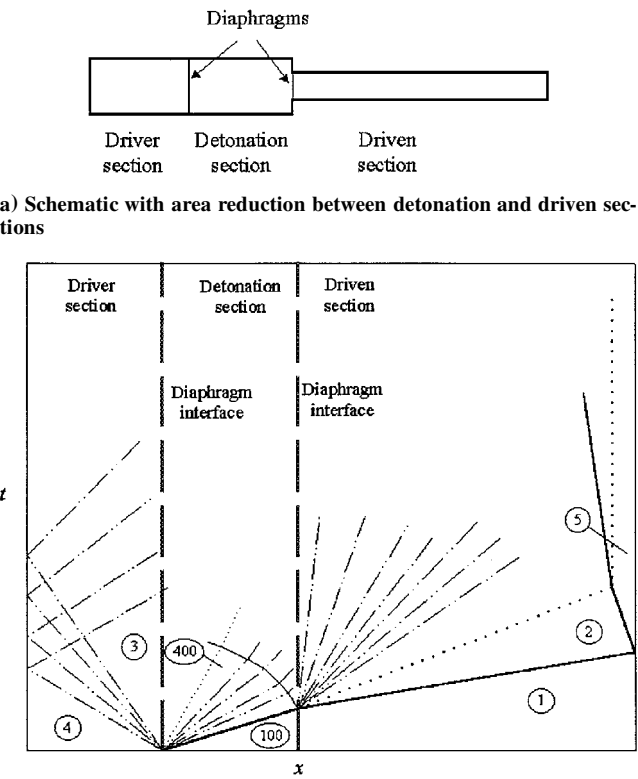 Diaphragms
Driver
section
Detonation
section
Driven
section
a) Schematic with area reduction between detonation and driven sec-
tions
Driver
section
Detonation
section
Driven
section
Diaphragm
interface
Diaphragm
interface
t
5
3
400
2
4
100
1
x